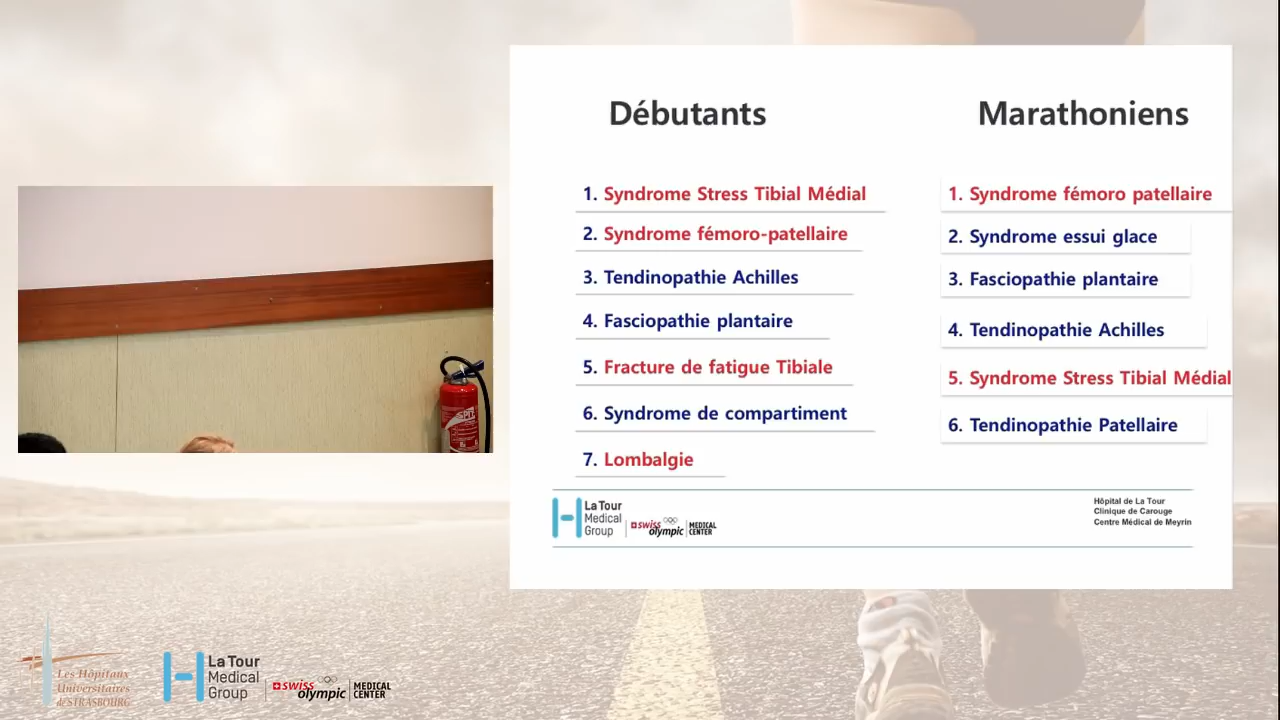 Débutants
1. Syndrome Stress Tibial Médial
2. Syndrome fémoro-patellaire
3. Tendinopathie Achilles
4. Fasciopathie plantaire
5. Fracture de fatigue Tibiale
6. Syndrome de compartiment
7. Lombalgie
Marathoniens
1. Syndrome fémoro patellaire
2. Syndrome essui glace
3. Fasciopathie plantaire
4. Tendinopathie Achilles
5. Syndrome Stress Tibial Médial
6. Tendinopathie Patellaire
La Tour
Medical
Group
swiss
olympic
MEDICAL
CENTER
Hôpital de La Tour
Clinique de Carouge
Centre Médical de Meyrin
Les Hôpitaux
Universitaires
de STRASBOURG
La Tour
Medical
Group
swiss
olympic
MEDICAL
CENTER